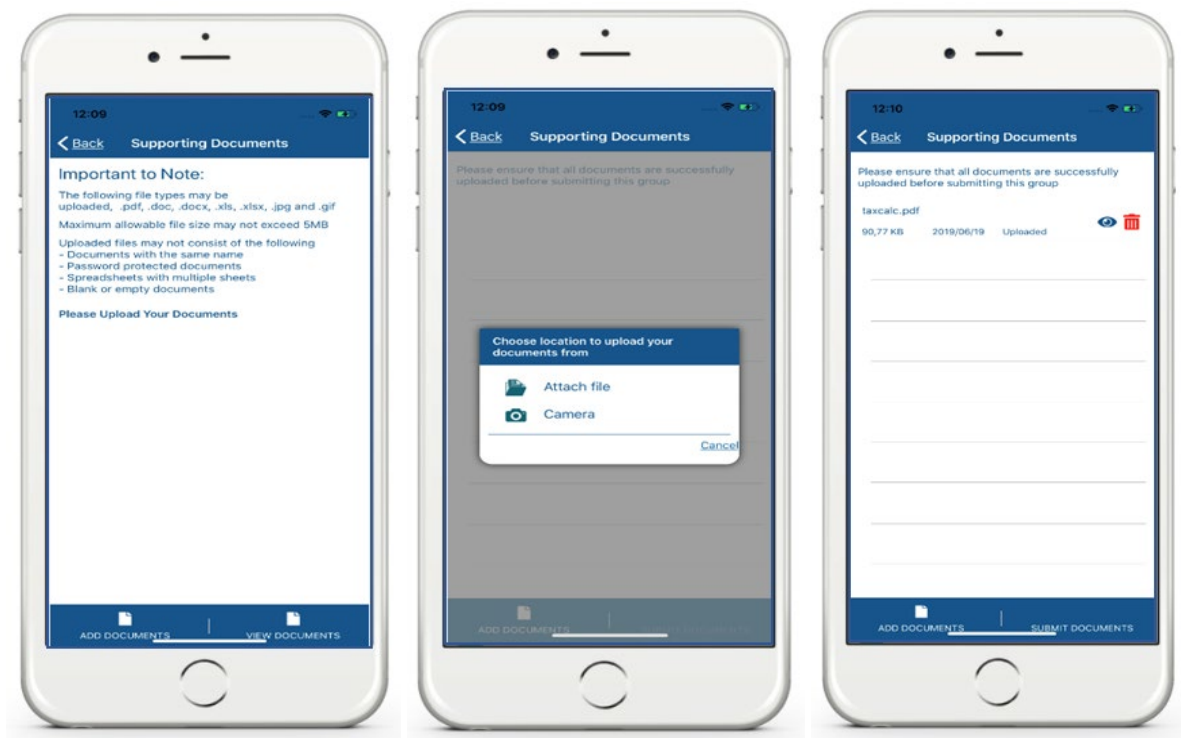 12:09
Back
Supporting Documents
Important to Note:
The following file types may be
uploaded, .pdf, .doc, .docx, .xls, .xlsx, .jpg and .gif
Maximum allowable file size may not exceed 5MB
Uploaded files may not consist of the following
- Documents with the same name
- Password protected documents
- Spreadsheets with multiple sheets
- Blank or empty documents
Please Upload Your Documents
ADD DOCUMENTS
VIEW DOCUMENTS
12:09
Back
Supporting Documents
Please ensure that all documents are successfully
uploaded before submitting this group
Choose location to upload your
documents from
Attach file
Camera
Cancel
ADD DOCUMENTS
SUBMIT DOCUMENTS
12:10
Back
Supporting Documents
Please ensure that all documents are successfully
uploaded before submitting this group
taxcalc.pdf
90,77 KB 2019/06/19 Uploaded
ADD DOCUMENTS
SUBMIT DOCUMENTS